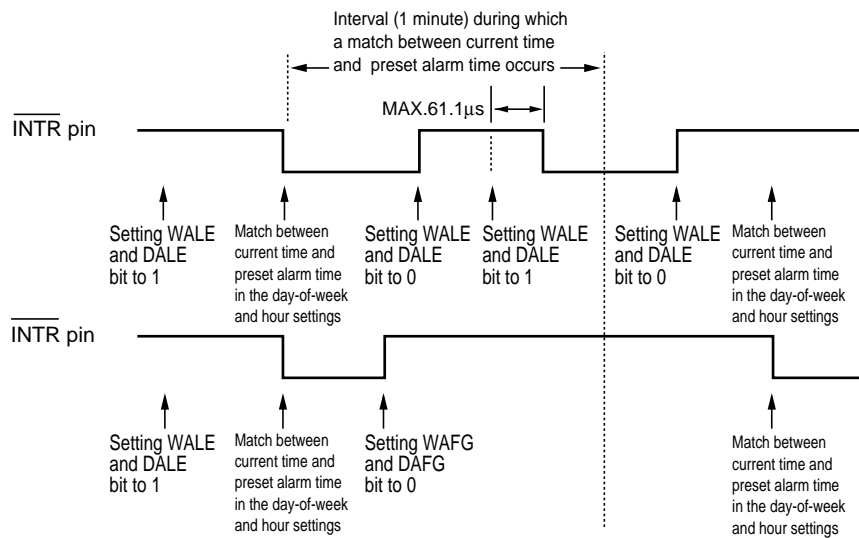 Interval (1 minute) during which
a match between current time
and preset alarm time occurs
MAX.61.1µs
INTR pin
Setting WALE
and DALE
bit to 1
Match between
current time and
preset alarm time
in the day-of-week
and hour settings
Setting WALE
and DALE
bit to 0
Setting WALE
and DALE
bit to 1
Setting WALE
and DALE
bit to 0
Match between
current time and
preset alarm time
in the day-of-week
and hour settings
INTR pin
Setting WALE
and DALE
bit to 1
Match between
current time and
preset alarm time
in the day-of-week
and hour settings
Setting WAFG
and DAFG
bit to 0
Match between
current time and
preset alarm time
in the day-of-week
and hour settings